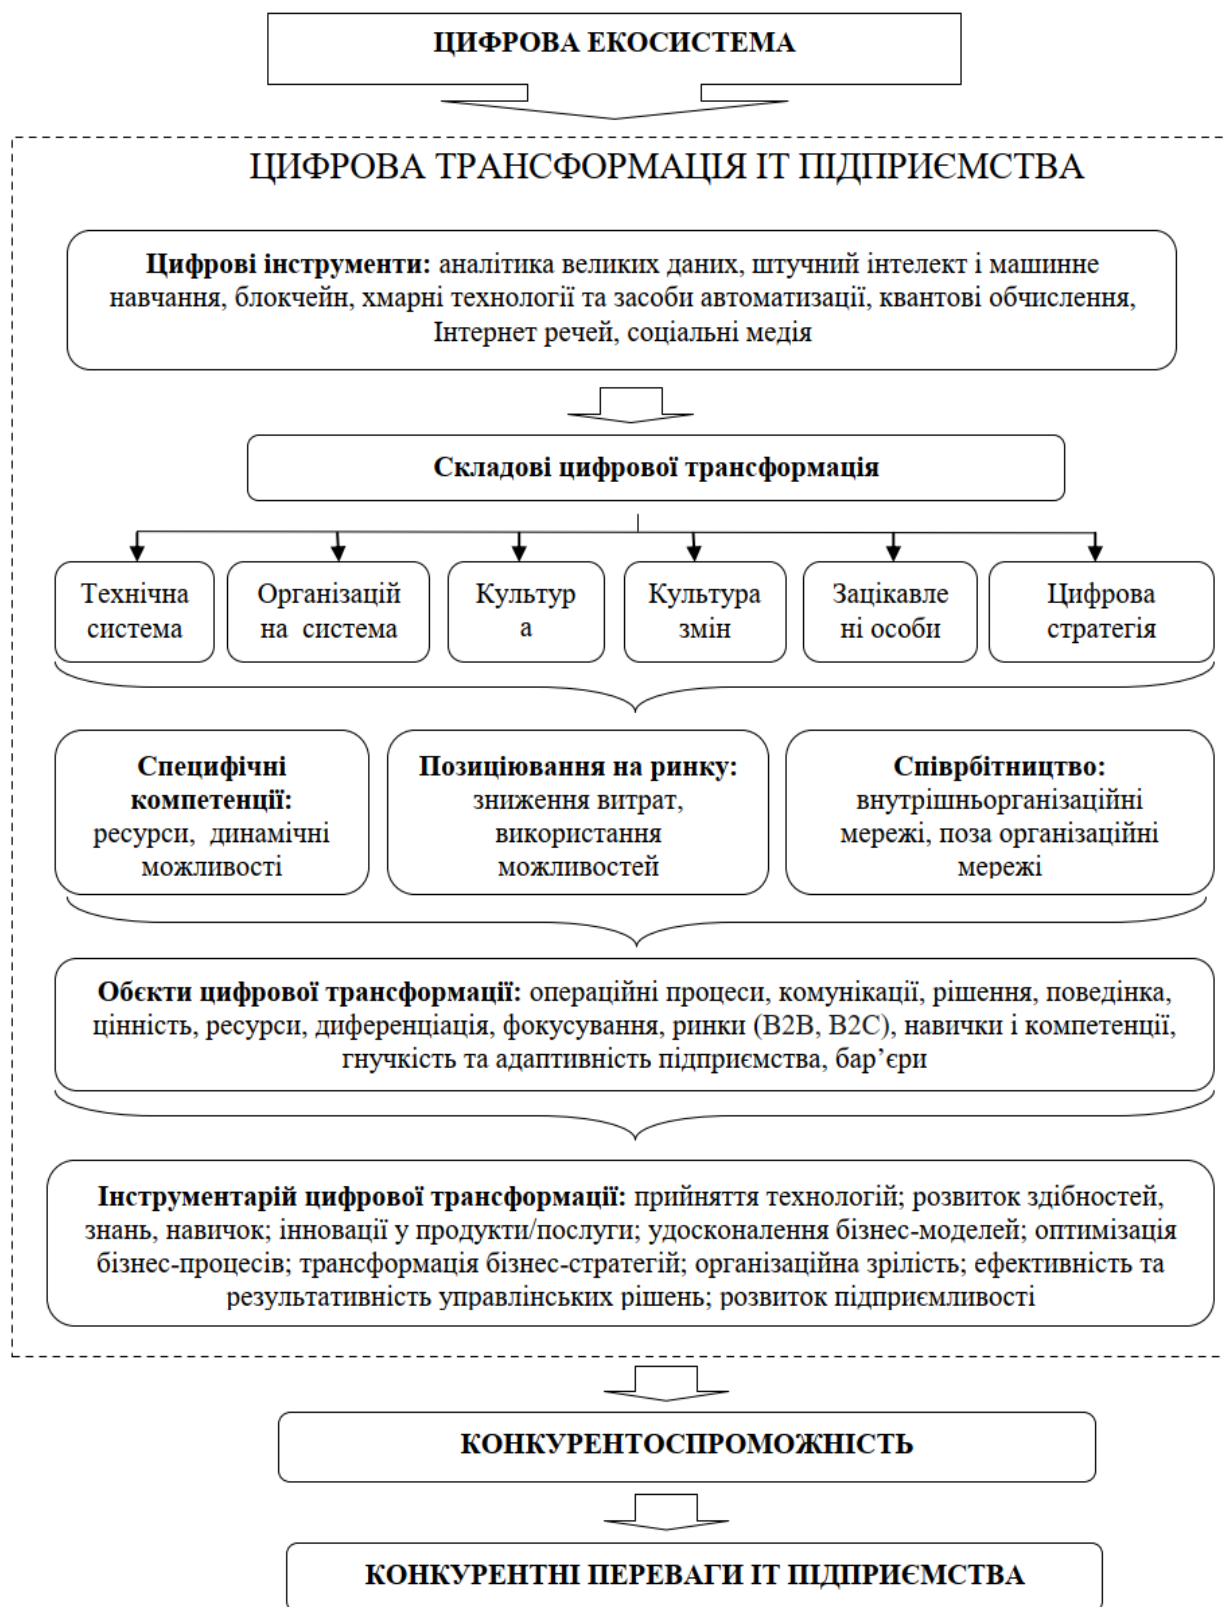 ЦИФРОВА ЕКОСИСТЕМА
ЦИФРОВА ТРАНСФОРМАЦІЯ ІТ ПІДПРИЄМСТВА
Цифрові інструменти: аналітика великих даних, штучний інтелект і машинне
навчання, блокчейн, хмарні технології та засоби автоматизації, квантові обчислення,
Інтернет речей, соціальні медія
Складові цифрової трансформація
Технічна
система
Організацій
на система
Культур
а
Культура
змін
Зацікавле
ні особи
Цифрова
стратегія
Специфічні
компетенції:
ресурси, динамічні
можливості
Позиціювання на ринку:
зниження витрат,
використання
можливостей
Співрбітництво:
внутрішньорганізаційні
мережі, поза організаційні
мережі
Обєкти цифрової трансформації: операційні процеси, комунікації, рішення, поведінка,
цінність, ресурси, диференціація, фокусування, ринки (B2B, B2C), навички і компетенції,
гнучкість та адаптивність підприємства, бар’єри
Інструментарій цифрової трансформації: прийняття технологій; розвиток здібностей,
знань, навичок; інновації у продукти/послуги; удосконалення бізнес-моделей; оптимізація
бізнес-процесів; трансформація бізнес-стратегій; організаційна зрілість; ефективність та
результативність управлінських рішень; розвиток підприємливості
КОНКУРЕНТОСПРОМОЖНІСТЬ
КОНКУРЕНТНІ ПЕРЕВАГИ ІТ ПІДПРИЄМСТВА